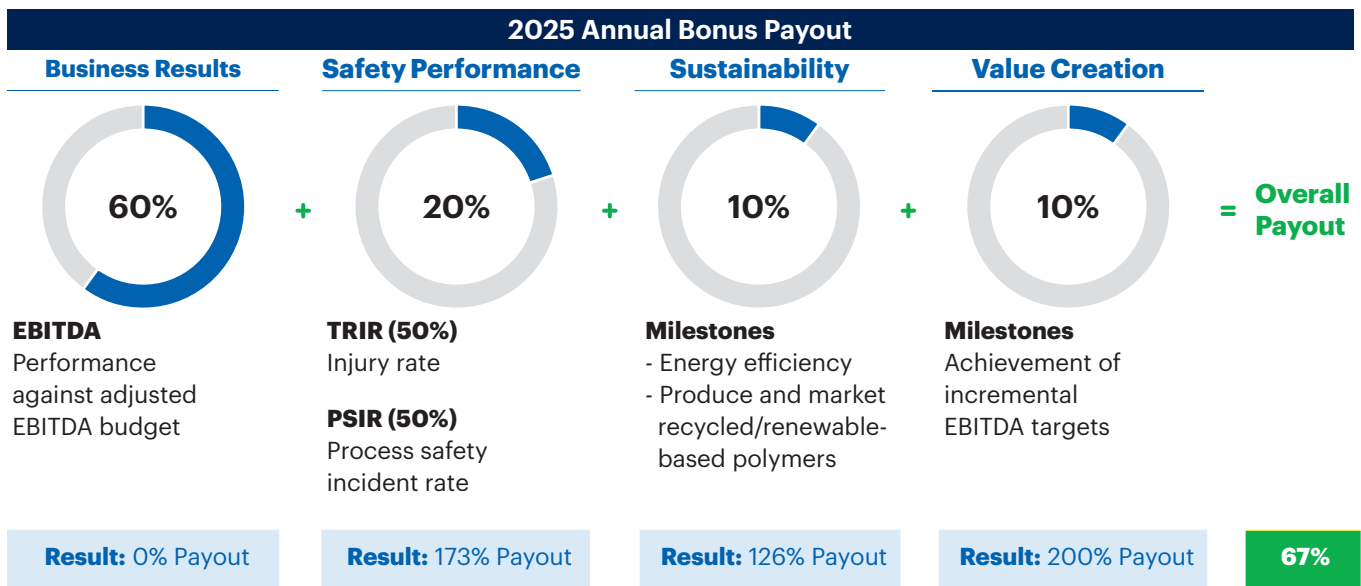 2025 Annual Bonus Payout
Business Results
Safety Performance
Sustainability
Value Creation
60%
+
20%
+
10%
+
10%
=
Overall
Payout
EBITDA
Performance
against adjusted
EBITDA budget
TRIR (50%)
Injury rate
PSIR (50%)
Process safety
incident rate
Milestones
- Energy efficiency
- Produce and market
recycled/renewable-
based polymers
Milestones
Achievement of
incremental
EBITDA targets
Result: 0% Payout
Result: 173% Payout
Result: 126% Payout
Result: 200% Payout
67%